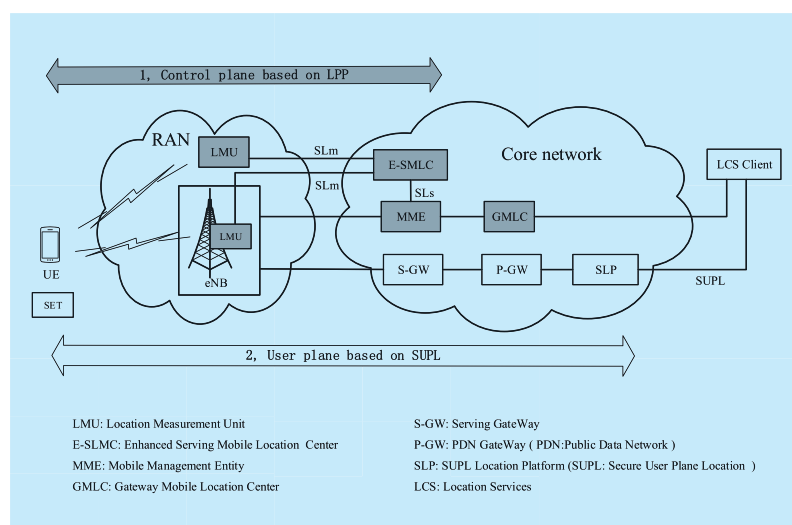 1, Control plane based on LPP
RAN
LMU
SLm
E-SMLC
Core network
LCS Client
SLm
SLs
LMU
MME
GMLC
UE
eNB
S-GW
P-GW
SLP
SUPL
SET
2, User plane based on SUPL
LMU: Location Measurement Unit
E-SLMC: Enhanced Serving Mobile Location Center
MME: Mobile Management Entity
GMLC: Gateway Mobile Location Center
S-GW: Serving GateWay
P-GW: PDN GateWay ( PDN:Public Data Network )
SLP: SUPL Location Platform (SUPL: Secure User Plane Location )
LCS: Location Services